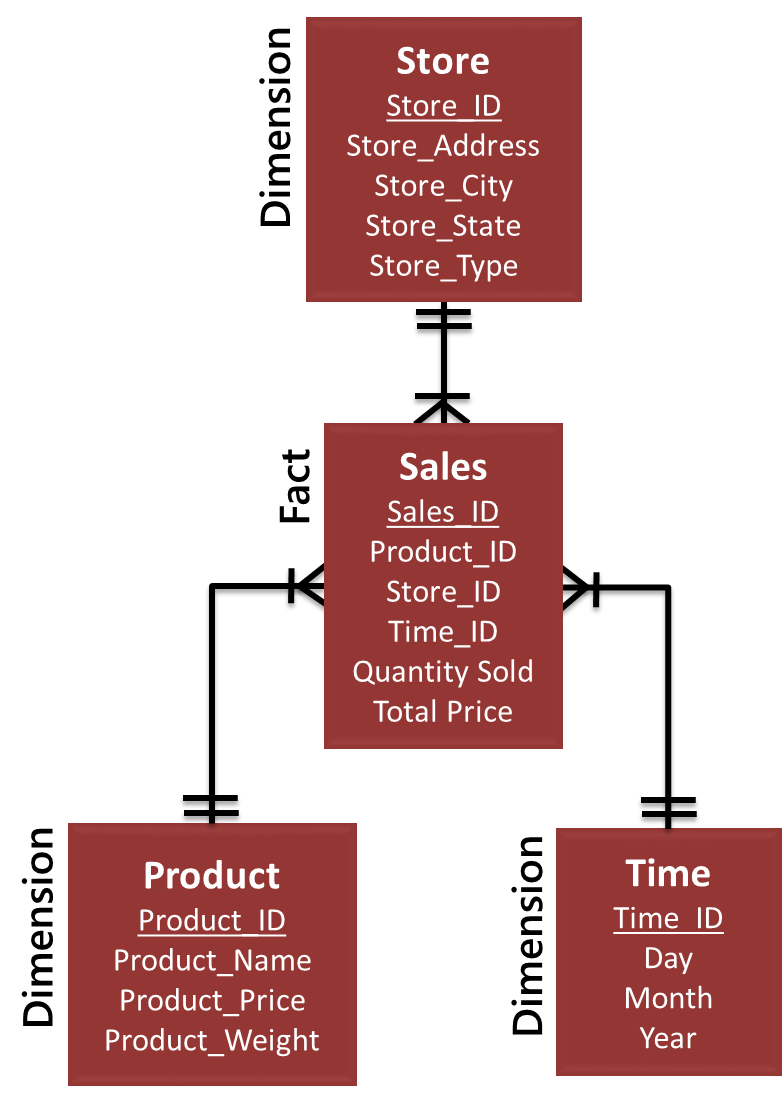 Dimension
Store
Store_ID
Store_Address
Store_City
Store_State
Store_Type
Fact
Sales
Sales_ID
Product_ID
Store_ID
Time_ID
Quantity Sold
Total Price
Dimension
Product
Product_ID
Product_Name
Product_Price
Product_Weight
Dimension
Time
Time_ID
Day
Month
Year